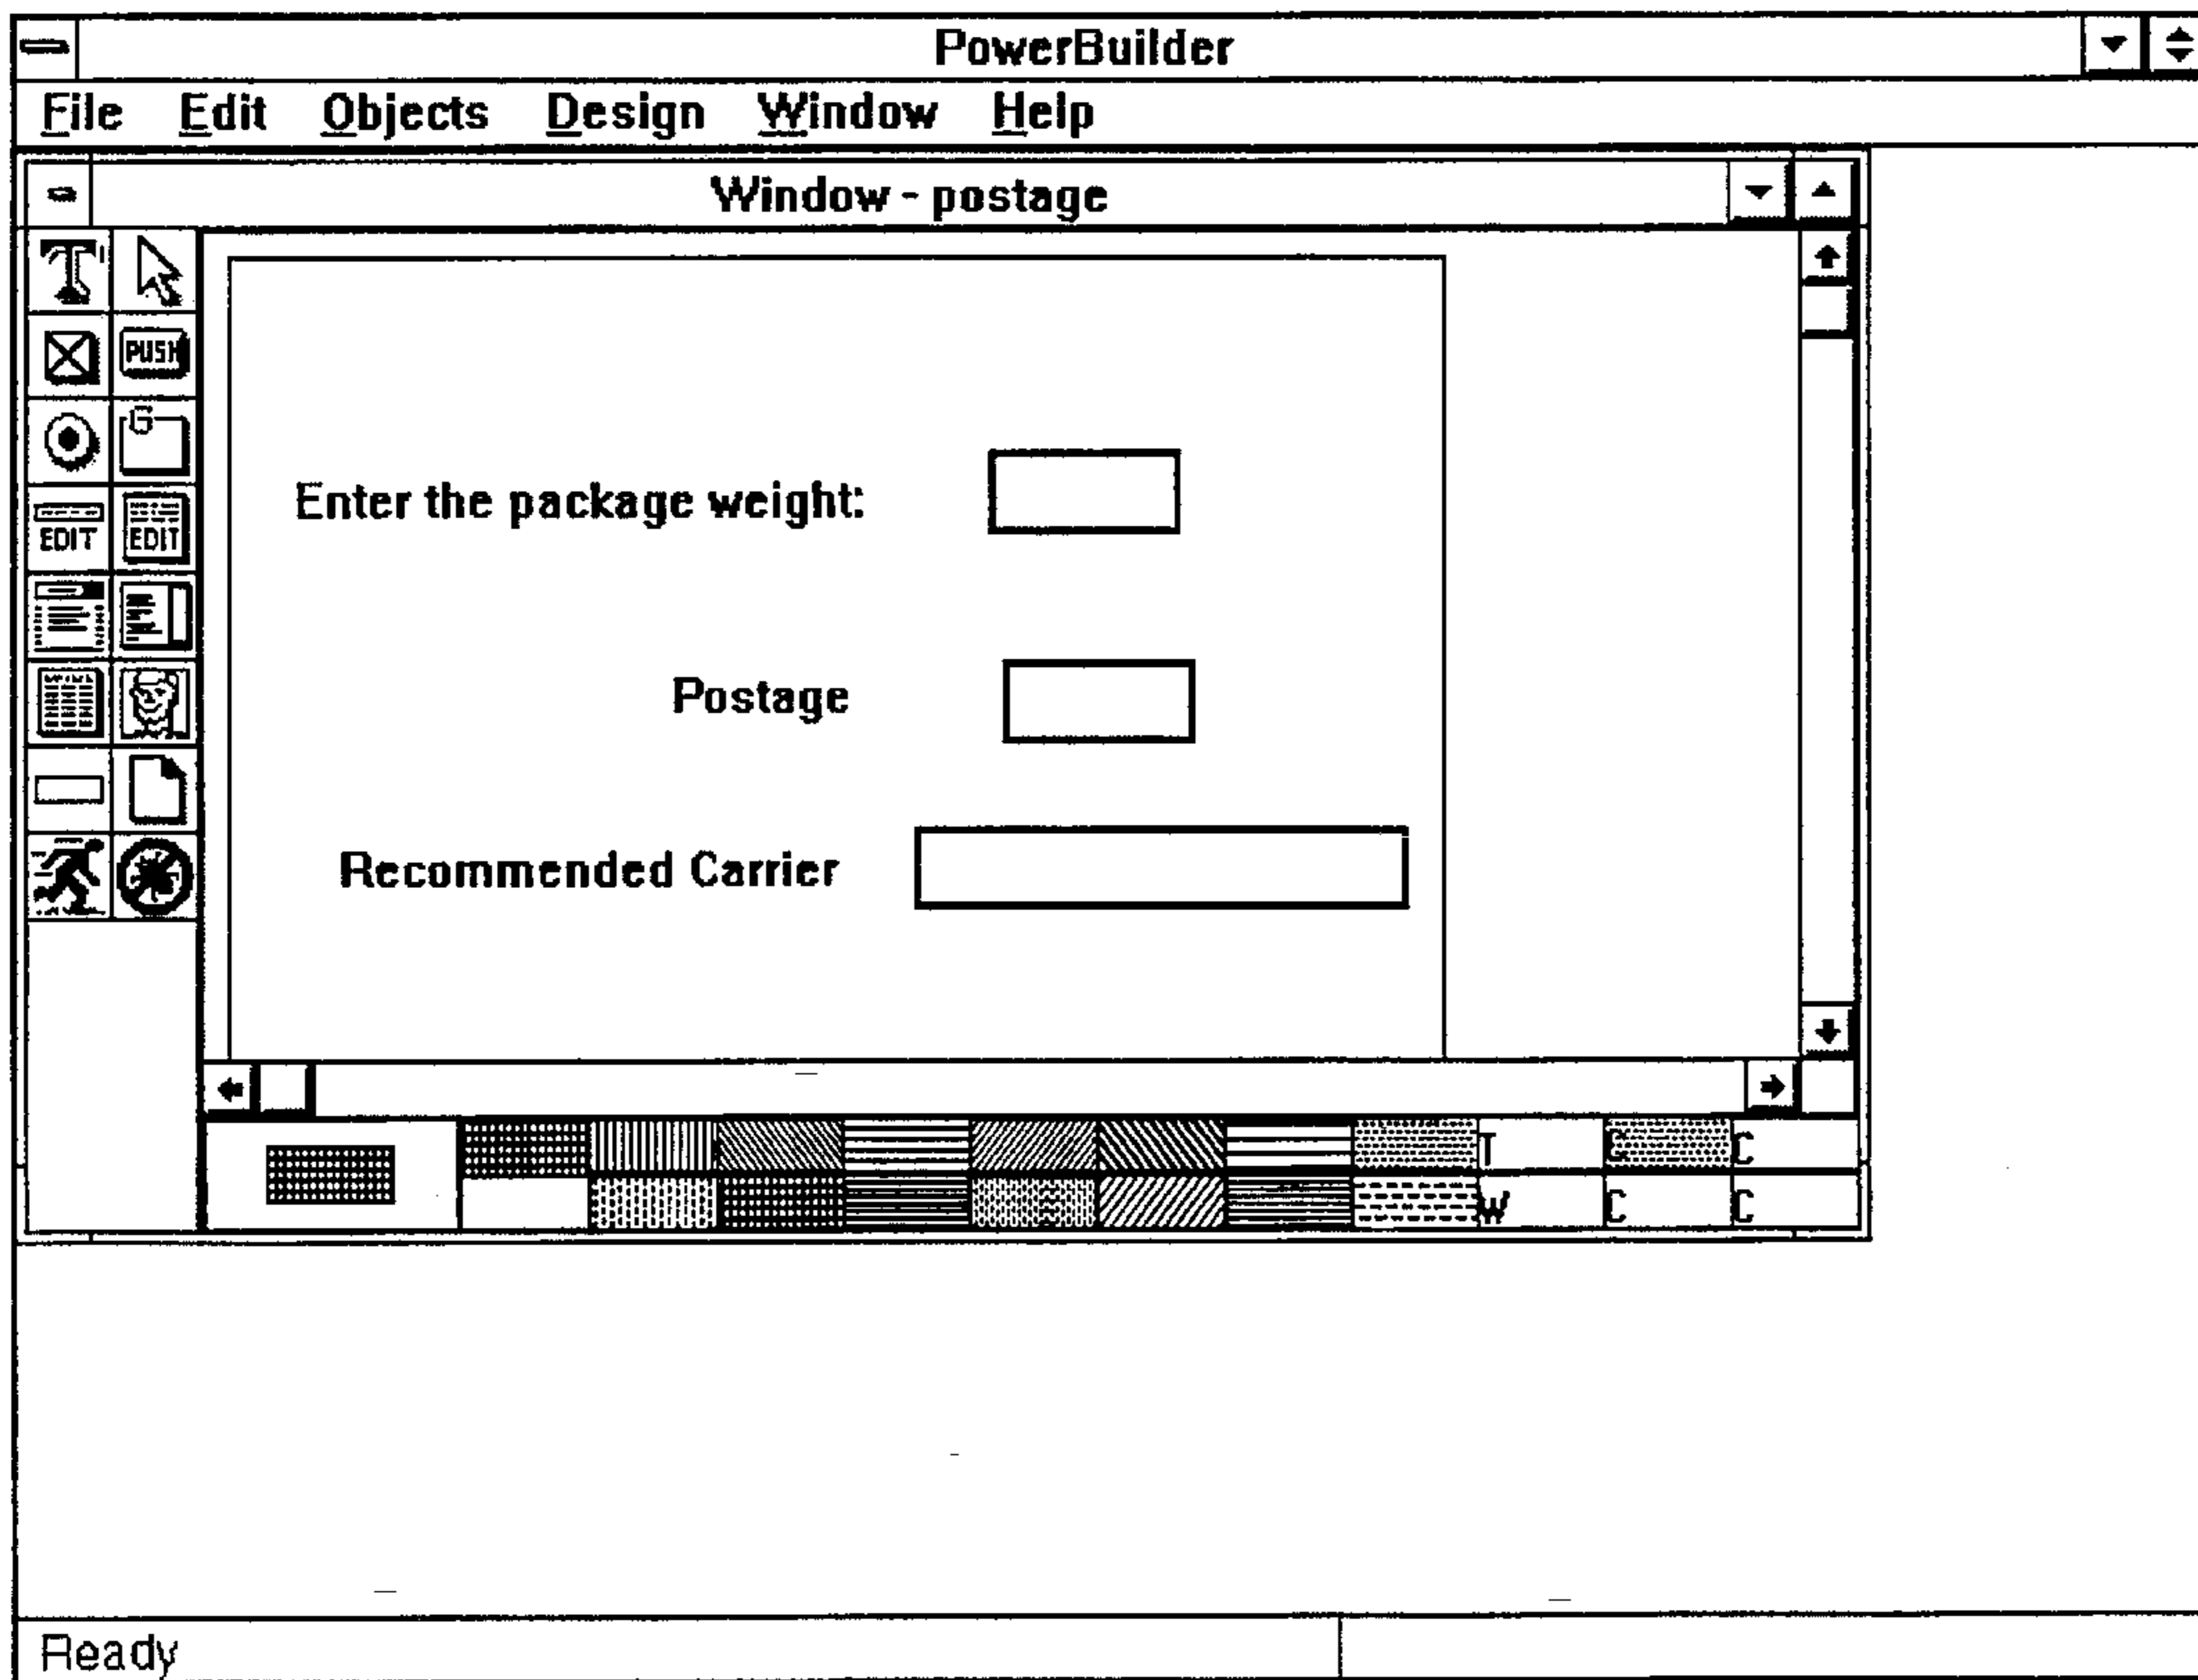 PowerBuilder
File Edit Objects Design Window Help
Window - postage
T
PUSH
G
EDIT EDIT
Enter the package weight:
Postage
Recommended Carrier
T C C
W C C
Ready